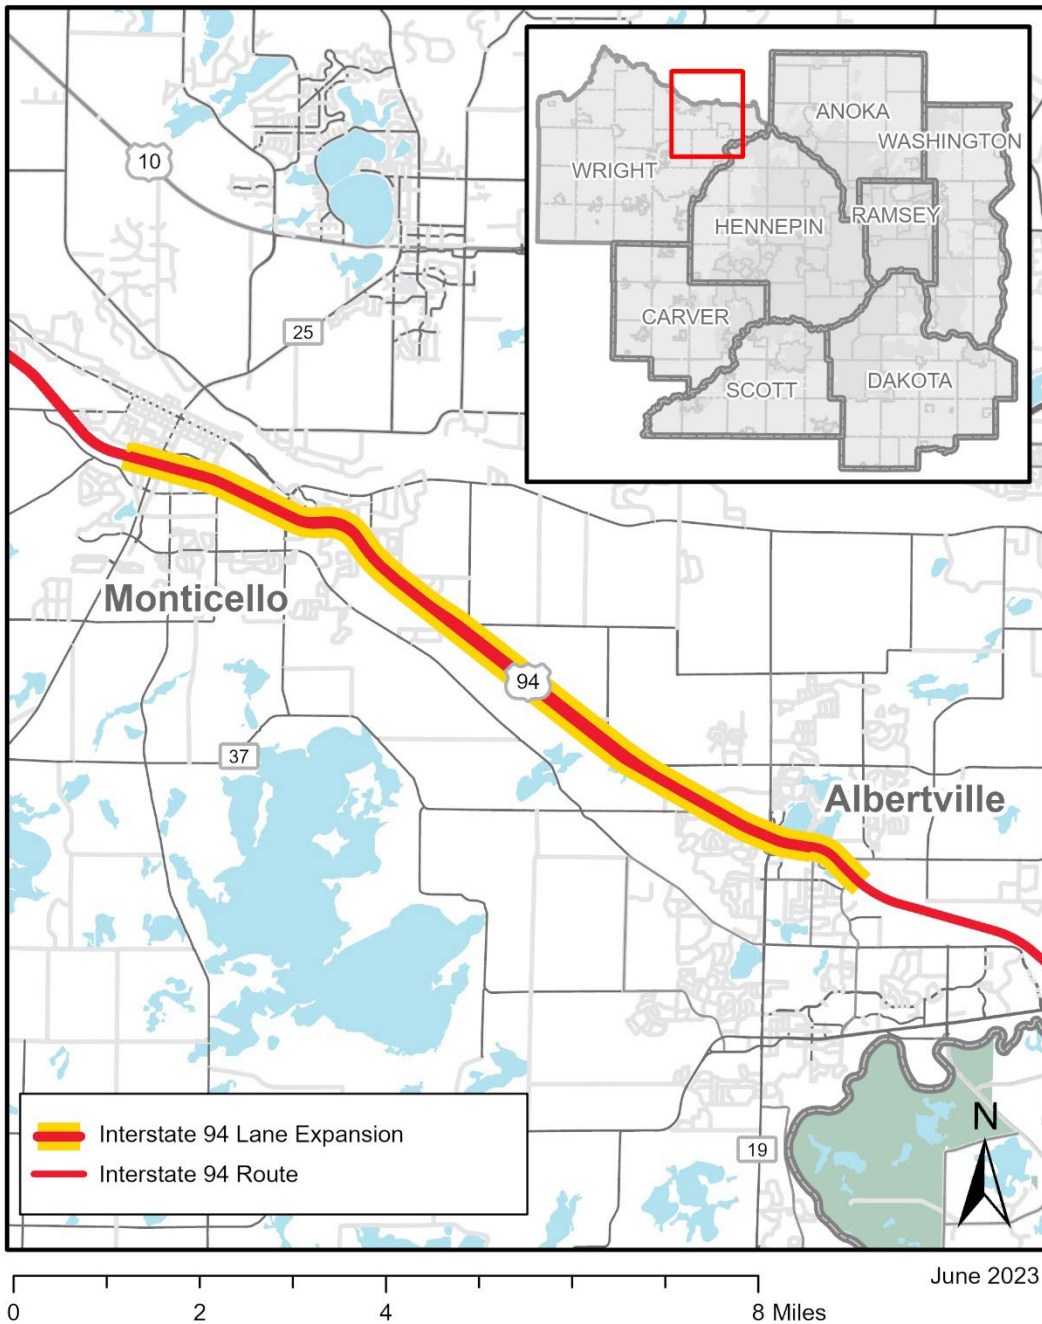 10
25
ANOKA
WASHINGTON
WRIGHT
RAMSEY
HENNEPIN
CARVER
SCOTT
DAKOTA
Monticello
94
37
Albertville
Interstate 94 Lane Expansion
Interstate 94 Route
19
N
June 2023
0 2 4 8 Miles